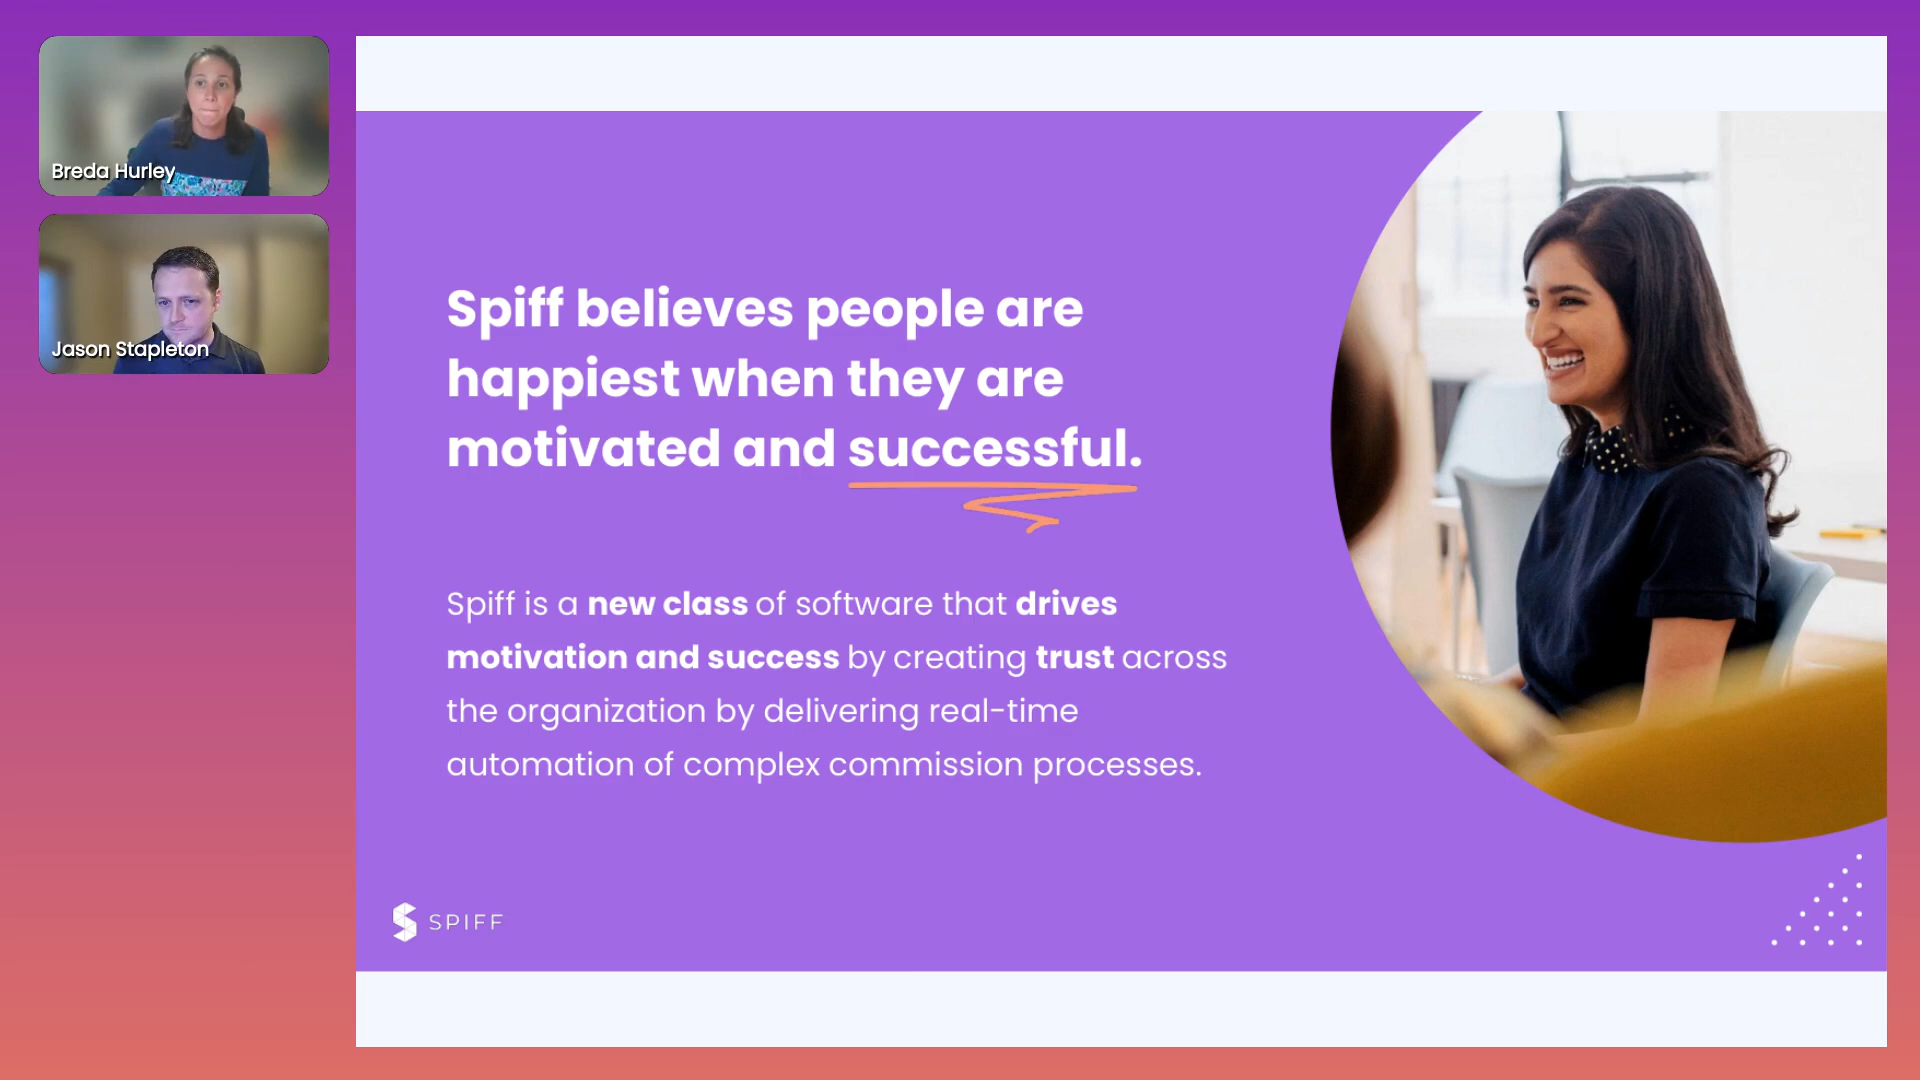 Breda Hurley
Jason Stapleton
Spiff believes people are
happiest when they are
motivated and successful.
Spiff is a new class of software that drives
motivation and success by creating trust across
the organization by delivering real-time
automation of complex commission processes.
SPIFF